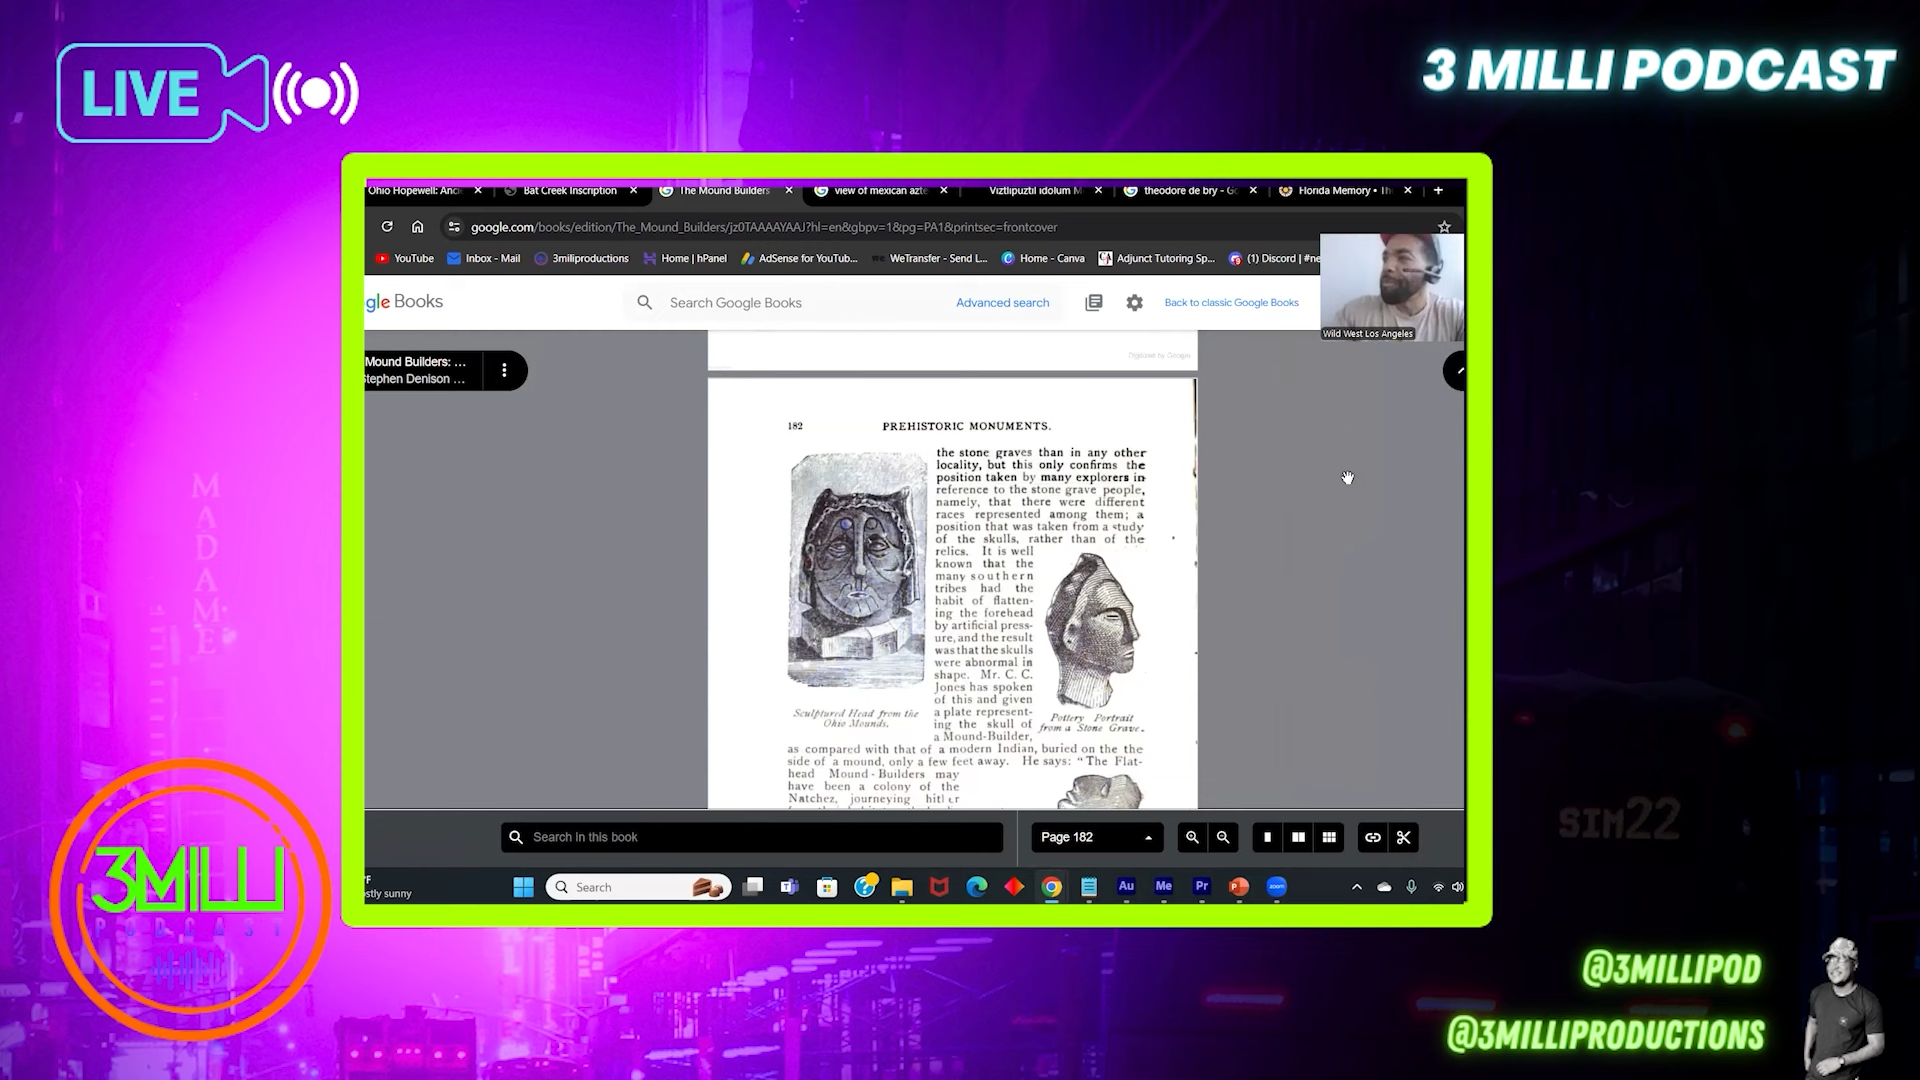 LIVE
3 MILLI PODCAST
Ohio Hopewell: Anci
Bat Creek Inscription
The Mound Builders
view of mexican azte
Viztlipuztli idolum M
theodore de bry - Go
Honda Memory • Th
google.com/books/edition/The_Mound_Builders/jz0TAAAAYAAJ?hl=en&gbpv=1&pg=PA1&printsec=frontcover
YouTube
Inbox - Mail
3miliproductions
Home | hPanel
AdSense for YouTub...
WeTransfer - Send L...
Home - Canva
Adjunct Tutoring Sp...
(1) Discord | #ne
gle Books
Search Google Books
Advanced search
Back to classic Google Books
Wild West Los Angeles
Mound Builders: ...
Stephen Denison ...
Digitized by Google
182 PREHISTORIC MONUMENTS.
the stone graves than in any other
locality, but this only confirms the
position taken by many explorers in
reference to the stone grave people,
namely, that there were different
races represented among them; a
position that was taken from a study
of the skulls, rather than of the
relics. It is well
known that the
many southern
tribes had the
habit of flatten-
ing the forehead
by artificial press-
ure, and the result
was that the skulls
were abnormal in
shape. Mr. C. C.
Jones has spoken
of this and given
a plate represent-
ing the skull of
a Mound-Builder,
Sculptured Head from the
Ohio Mounds.
Pottery Portrait
from a Stone Grave.
as compared with that of a modern Indian, buried on the the
side of a mound, only a few feet away. He says: "The Flat-
head Mound-Builders may
have been a colony of the
Natchez, journeying
Search in this book
Page 182
°F
ostly sunny
Search
Au
Me
Pr
zoom
MADAME
SIM22
3MILLI
PODCAST
@3MILLIPOD
@3MILLIPRODUCTIONS